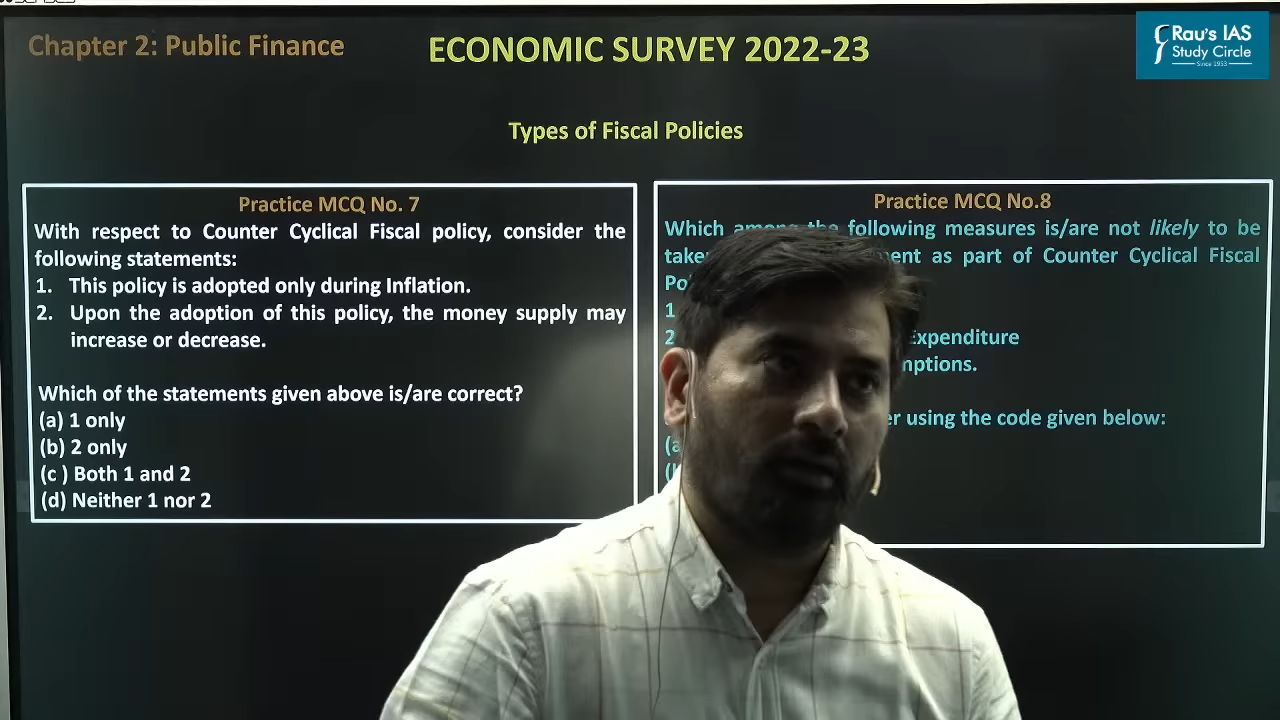 Chapter 2: Public Finance
ECONOMIC SURVEY 2022-23
Rau's IAS
Study Circle
Since 1953
Types of Fiscal Policies
Practice MCQ No. 7
With respect to Counter Cyclical Fiscal policy, consider the
following statements:
1. This policy is adopted only during Inflation.
2. Upon the adoption of this policy, the money supply may
increase or decrease.
Which of the statements given above is/are correct?
(a) 1 only
(b) 2 only
(c ) Both 1 and 2
(d) Neither 1 nor 2
Practice MCQ No.8
Which among the following measures is/are not likely to be
as part of Counter Cyclical Fiscal
1
2 Expenditure
using the code given below: